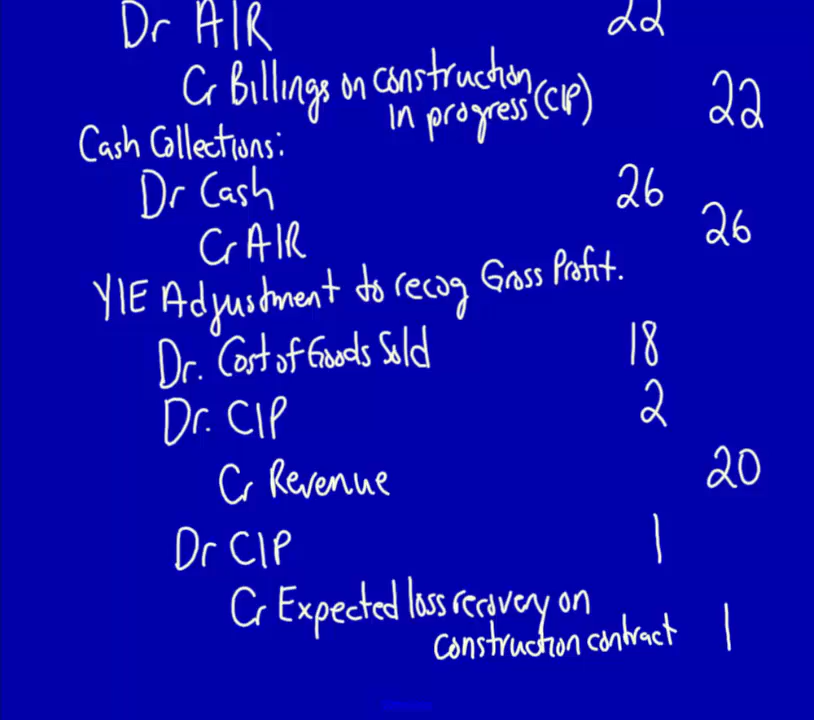 Dr A/R 22
Cr Billings on construction
in progress (CIP) 22
Cash Collections:
Dr Cash 26
Cr A/R 26
Y/E Adjustment to recog Gross Profit.
Dr. Cost of Goods Sold 18
Dr. CIP 2
Cr Revenue 20
Dr CIP 1
Cr Expected loss recovery on
construction contract 1